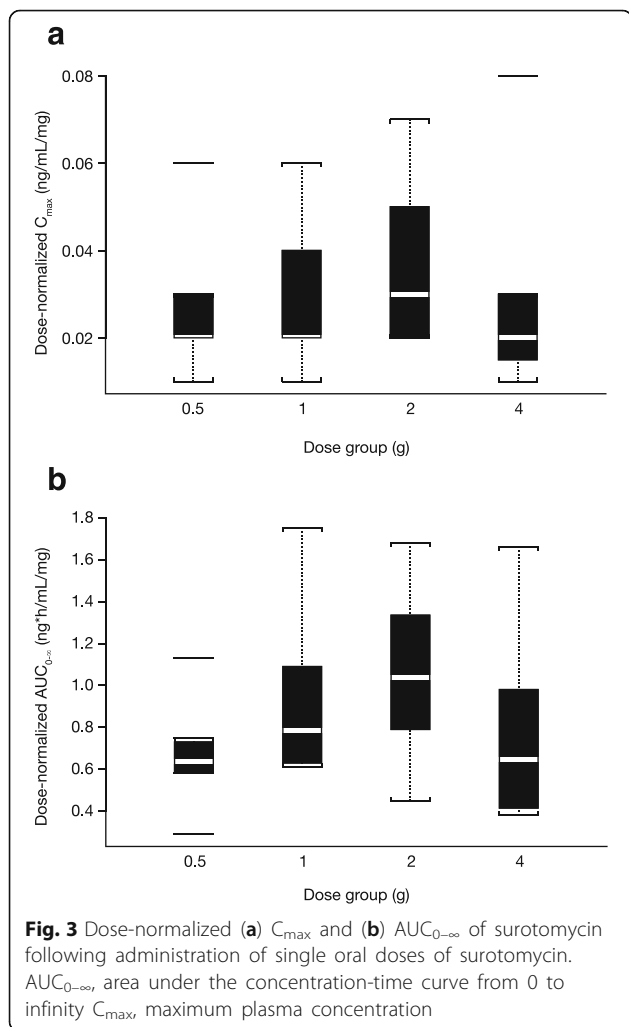 a
Dose-normalized Cmax (ng/mL/mg)
0.08
0.06
0.04
0.02
0.5 1 2 4
Dose group (g)
b
Dose-normalized AUC0–∞ (ng*h/mL/mg)
1.8
1.6
1.4
1.2
1.0
0.8
0.6
0.4
0.5 1 2 4
Dose group (g)
Fig. 3 Dose-normalized (a) Cmax and (b) AUC0–∞ of surotomycin
following administration of single oral doses of surotomycin.
AUC0–∞, area under the concentration-time curve from 0 to
infinity Cmax, maximum plasma concentration